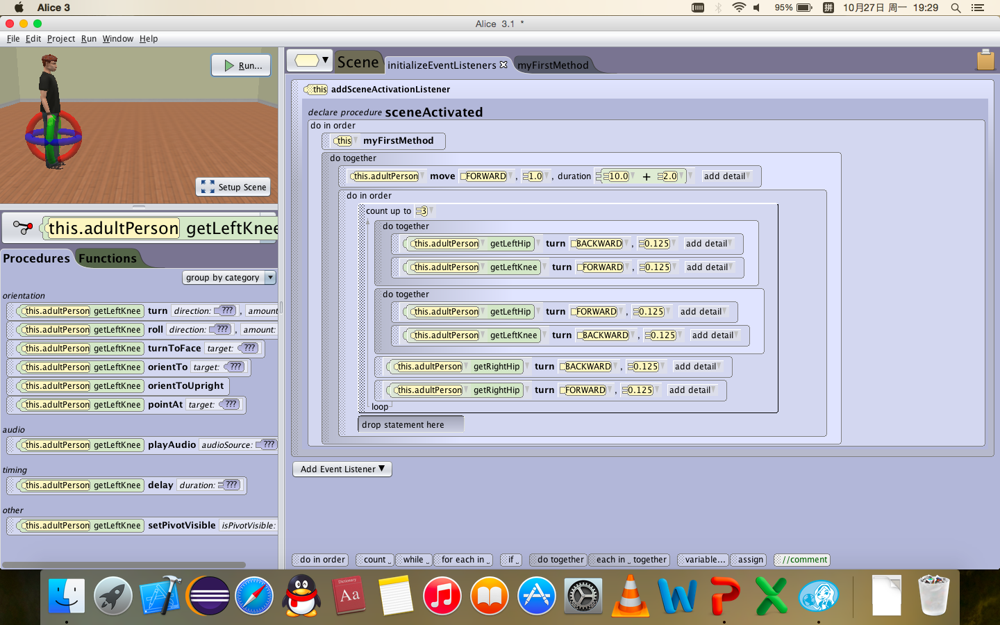 Alice 3
95%
拼
10月27日 周一 19:29
Alice 3.1 *
File Edit Project Run Window Help
Run...
Setup Scene
this.adultPerson getLeftKnee
Procedures Functions
group by category
orientation
this.adultPerson getLeftKnee turn direction: ??? , amount
this.adultPerson getLeftKnee roll direction: ??? , amount:
this.adultPerson getLeftKnee turnToFace target: ???
this.adultPerson getLeftKnee orientTo target: ???
this.adultPerson getLeftKnee orientToUpright
this.adultPerson getLeftKnee pointAt target: ???
audio
this.adultPerson getLeftKnee playAudio audioSource: ???
timing
this.adultPerson getLeftKnee delay duration: ???
other
this.adultPerson getLeftKnee setPivotVisible isPivotVisible:
Scene initializeEventListeners myFirstMethod
this addSceneActivationListener
declare procedure sceneActivated
do in order
this myFirstMethod
do together
this.adultPerson move FORWARD , 1.0 , duration 10.0 + 2.0 add detail
do in order
count up to 3
do together
this.adultPerson getLeftHip turn BACKWARD , 0.125 add detail
this.adultPerson getLeftKnee turn FORWARD , 0.125 add detail
do together
this.adultPerson getLeftHip turn FORWARD , 0.125 add detail
this.adultPerson getLeftKnee turn BACKWARD , 0.125 add detail
this.adultPerson getRightHip turn BACKWARD , 0.125 add detail
this.adultPerson getRightHip turn FORWARD , 0.125 add detail
loop
drop statement here
Add Event Listener
do in order count _ while _ for each in _ if _ do together each in _ together variable... assign //comment
Dictionary
Aa